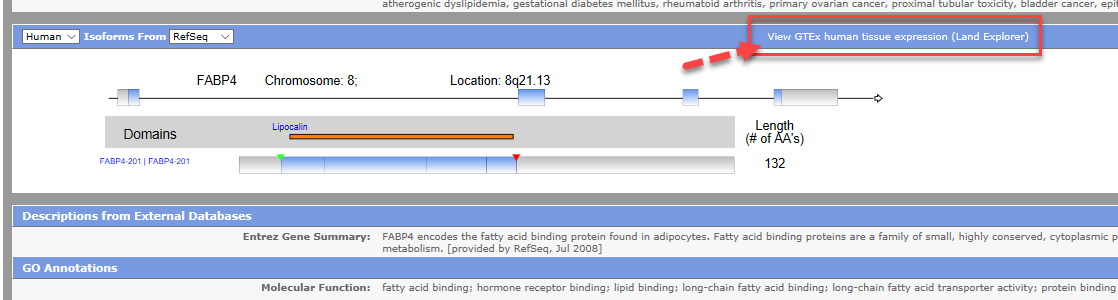 atherogenic dyslipidemia, gestational diabetes mellitus, rheumatoid arthritis, primary ovarian cancer, proximal tubular toxicity, bladder cancer,
Human Isoforms From RefSeq View GTEx human tissue expression (Land Explorer)
FABP4 Chromosome: 8; Location: 8q21.13
Domains Lipocalin Length
(# of AA's)
FABP4-201 | FABP4-201 132
Descriptions from External Databases
Entrez Gene Summary: FABP4 encodes the fatty acid binding protein found in adipocytes. Fatty acid binding proteins are a family of small, highly conserved, cytoplasmic
metabolism. [provided by RefSeq, Jul 2008]
GO Annotations
Molecular Function: fatty acid binding; hormone receptor binding; lipid binding; long-chain fatty acid binding; long-chain fatty acid transporter activity; protein binding